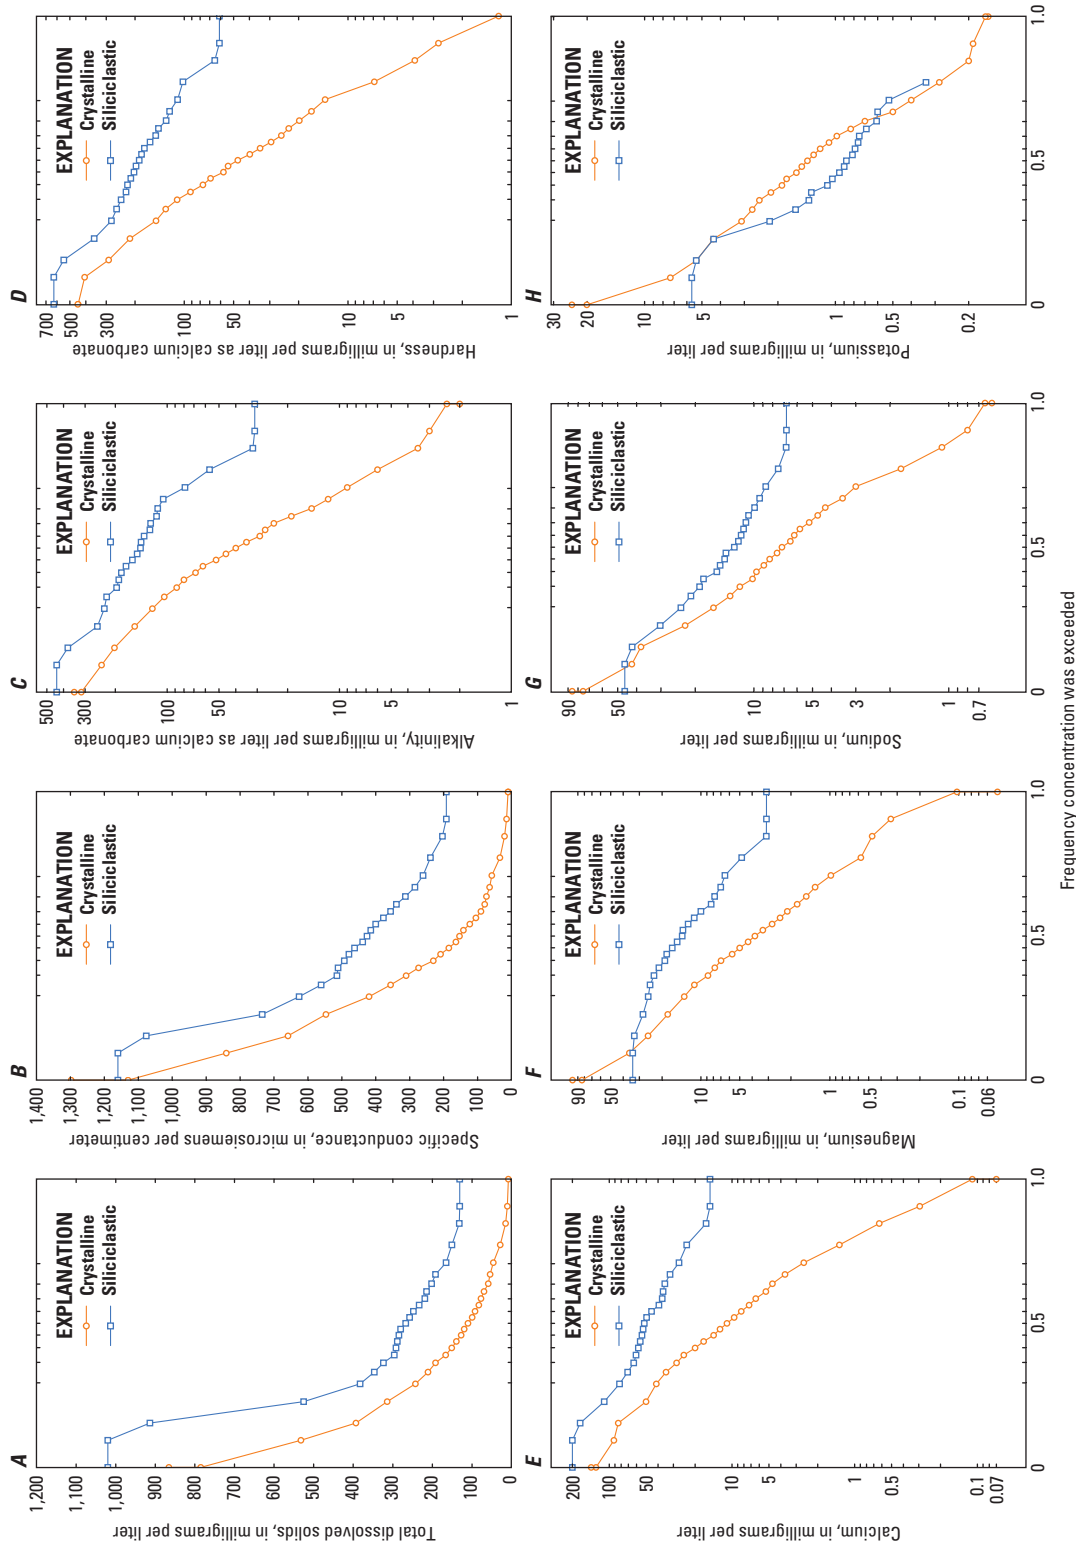 A
EXPLANATION
Crystalline
Siliciclastic
Total dissolved solids, in milligrams per liter
1,200
1,000
800
600
400
200
0
B
EXPLANATION
Crystalline
Siliciclastic
Specific conductance, in microsiemens per centimeter
1,400
1,300
1,200
1,100
1,000
900
800
700
600
500
400
300
200
100
0
C
EXPLANATION
Crystalline
Siliciclastic
Alkalinity, in milligrams per liter as calcium carbonate
500
300
200
100
50
10
5
1
D
EXPLANATION
Crystalline
Siliciclastic
Hardness, in milligrams per liter as calcium carbonate
700
500
300
200
100
50
10
5
1
E
EXPLANATION
Crystalline
Siliciclastic
Calcium, in milligrams per liter
200
100
50
10
5
1
0.5
0.1
0.07
0 0.5 1.0
F
EXPLANATION
Crystalline
Siliciclastic
Magnesium, in milligrams per liter
90
50
10
5
1
0.5
0.1
0.06
0 0.5 1.0
G
EXPLANATION
Crystalline
Siliciclastic
Sodium, in milligrams per liter
90
50
10
5
3
1
0.7
0 0.5 1.0
H
EXPLANATION
Crystalline
Siliciclastic
Potassium, in milligrams per liter
30
20
10
5
1
0.5
0.2
0 0.5 1.0
Frequency concentration was exceeded